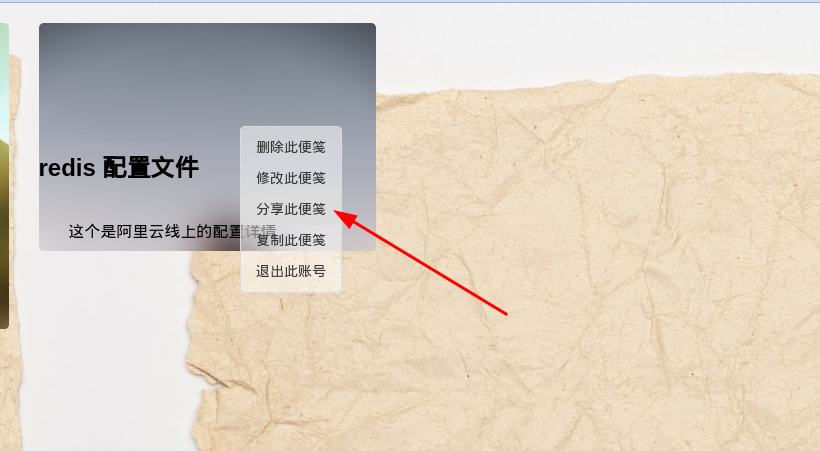 redis 配置文件
这个是阿里云线上的配置详情
删除此便笺
修改此便笺
分享此便笺
复制此便笺
退出此账号